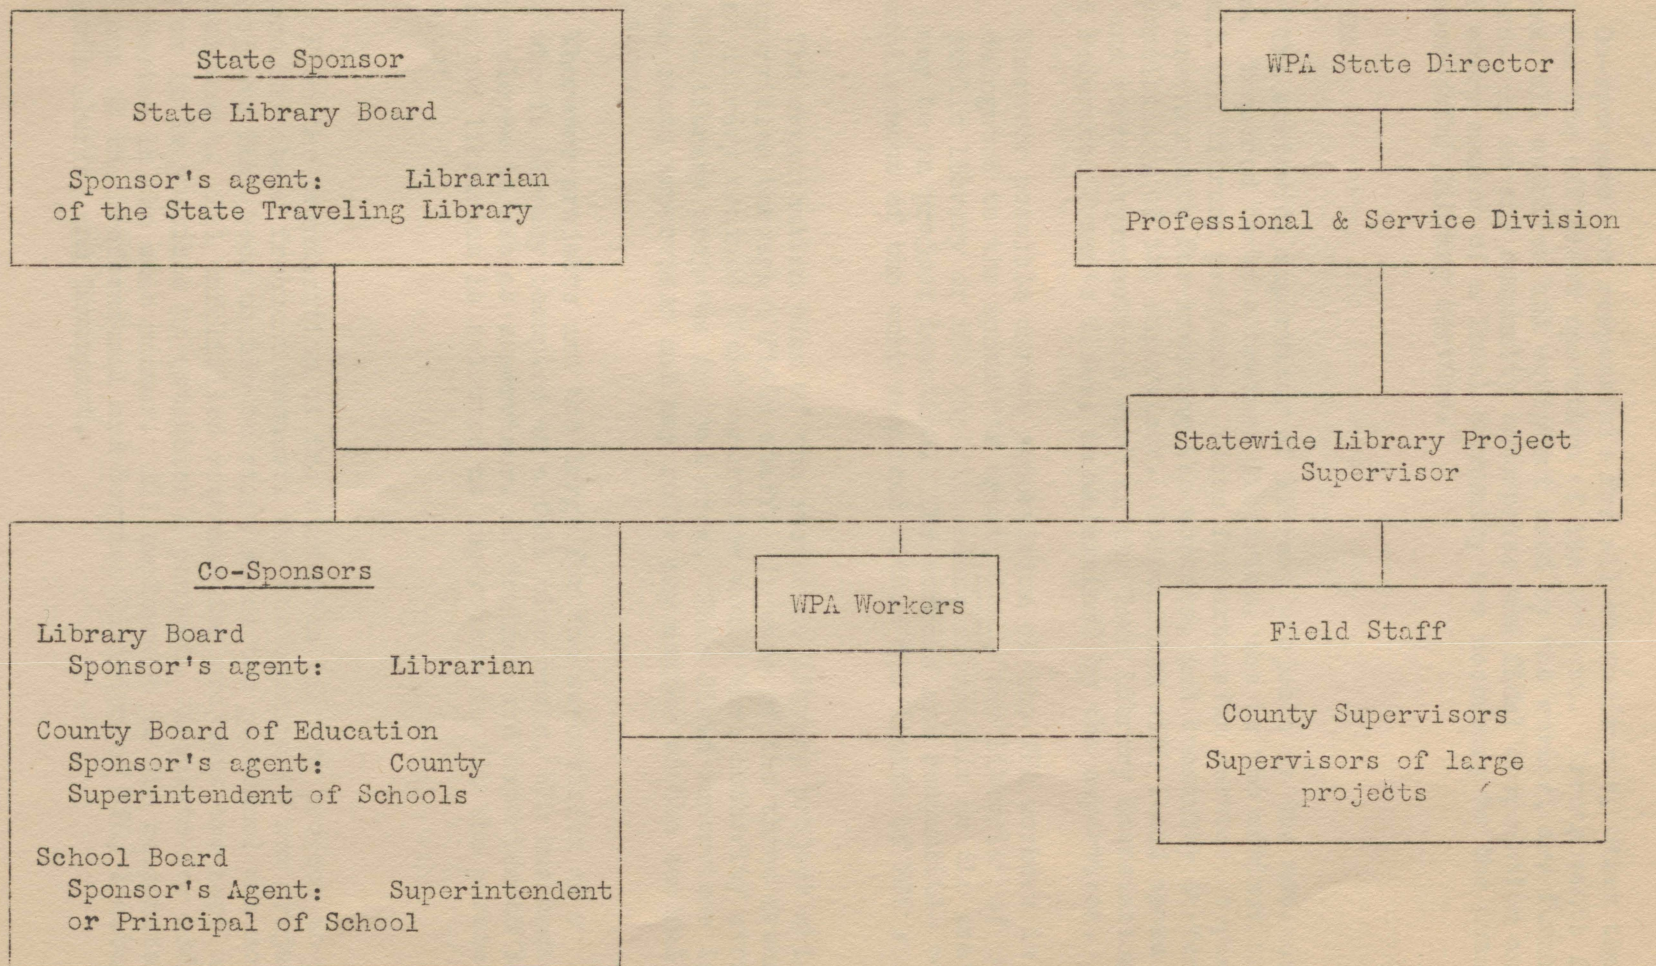 State Sponsor
State Library Board
Sponsor's agent: Librarian
of the State Traveling Library
WPA State Director
Professional & Service Division
Statewide Library Project
Supervisor
Co-Sponsors
Library Board
Sponsor's agent: Librarian
County Board of Education
Sponsor's agent: County
Superintendent of Schools
School Board
Sponsor's Agent: Superintendent
or Principal of School
WPA Workers
Field Staff
County Supervisors
Supervisors of large
projects